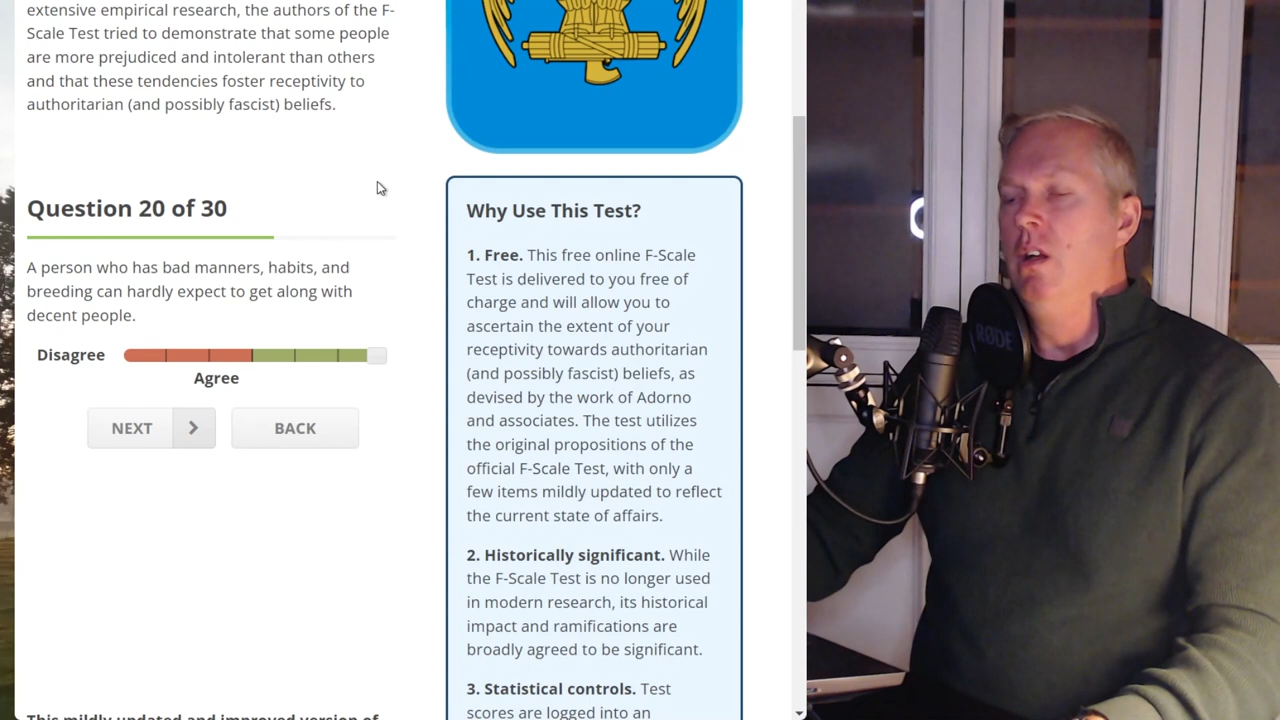 extensive empirical research, the authors of the F-
Scale Test tried to demonstrate that some people
are more prejudiced and intolerant than others
and that these tendencies foster receptivity to
authoritarian (and possibly fascist) beliefs.
Question 20 of 30
A person who has bad manners, habits, and
breeding can hardly expect to get along with
decent people.
Disagree
Agree
NEXT
BACK
This mildly updated and improved version of
Why Use This Test?
1. Free. This free online F-Scale
Test is delivered to you free of
charge and will allow you to
ascertain the extent of your
receptivity towards authoritarian
(and possibly fascist) beliefs, as
devised by the work of Adorno
and associates. The test utilizes
the original propositions of the
official F-Scale Test, with only a
few items mildly updated to reflect
the current state of affairs.
2. Historically significant. While
the F-Scale Test is no longer used
in modern research, its historical
impact and ramifications are
broadly agreed to be significant.
3. Statistical controls. Test
scores are logged into an
RØDE